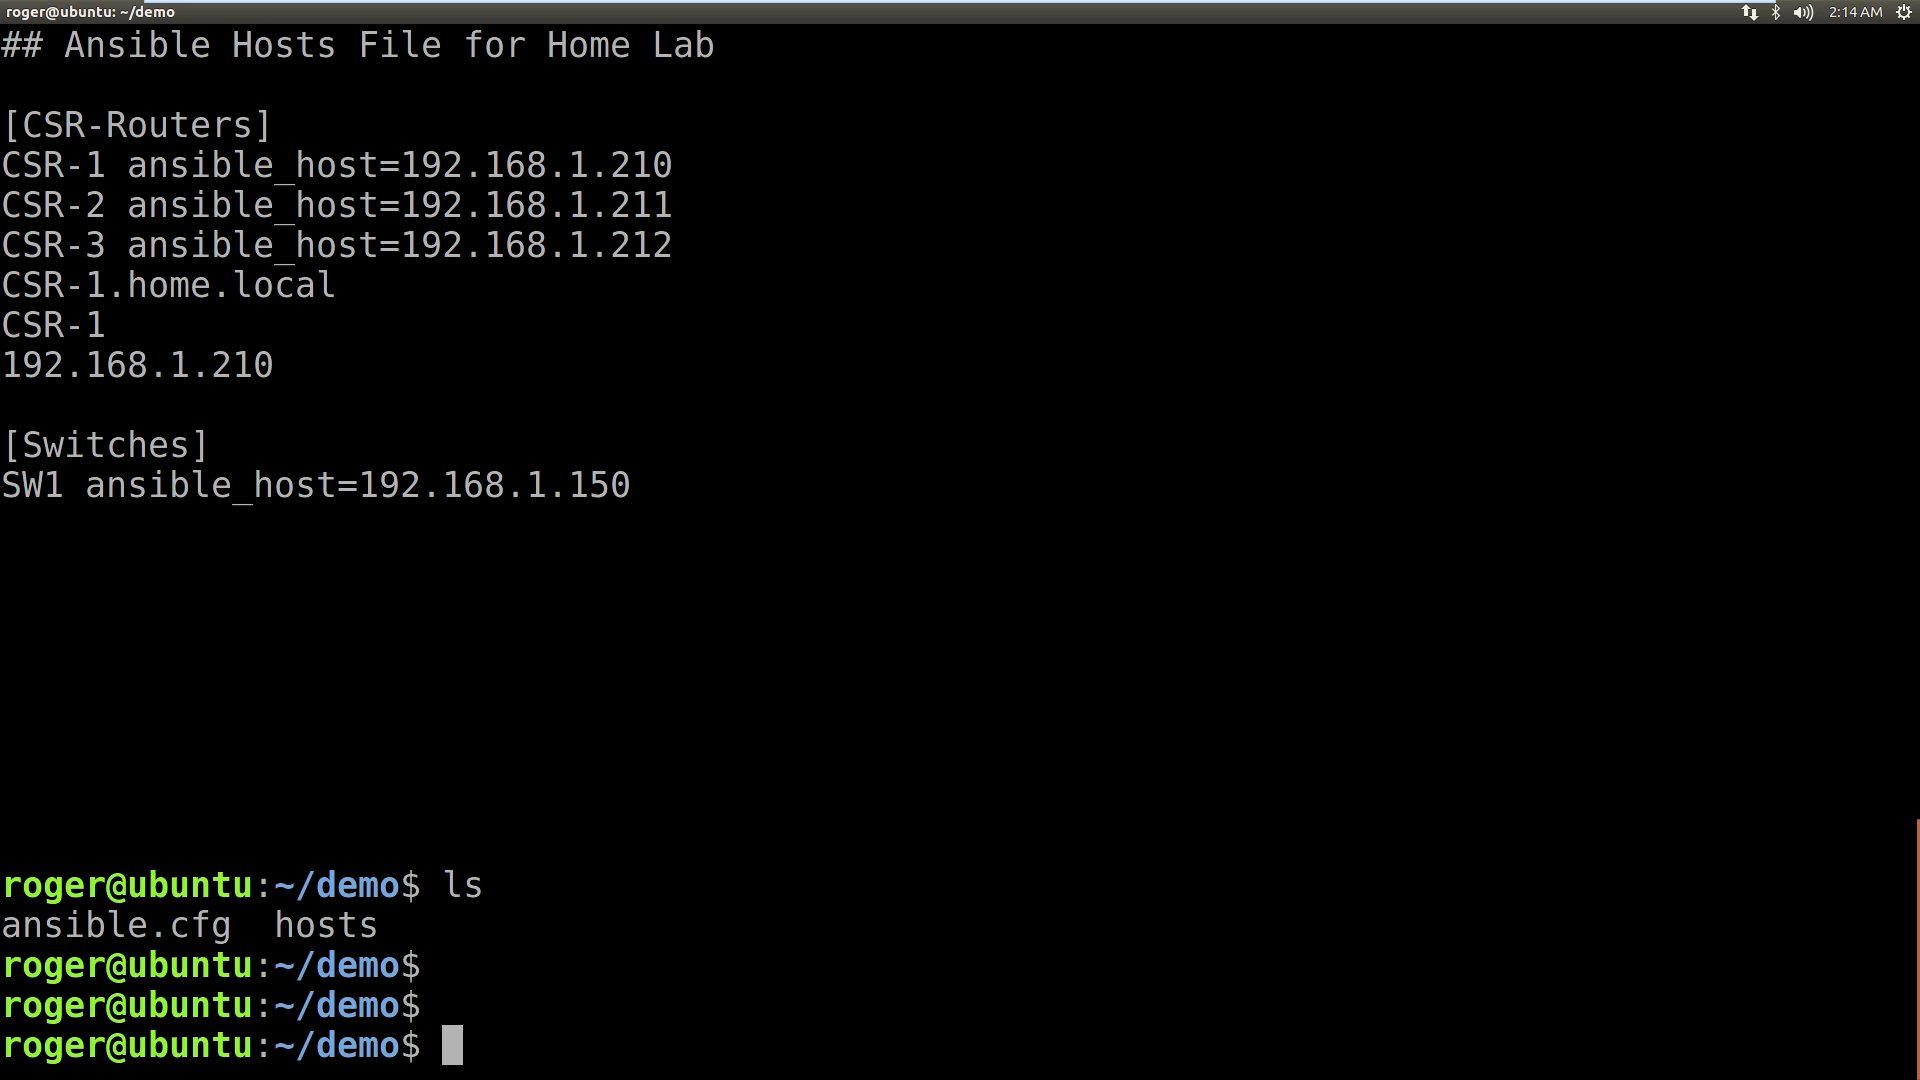 roger@ubuntu: ~/demo
2:14 AM
## Ansible Hosts File for Home Lab
[CSR-Routers]
CSR-1 ansible_host=192.168.1.210
CSR-2 ansible_host=192.168.1.211
CSR-3 ansible_host=192.168.1.212
CSR-1.home.local
CSR-1
192.168.1.210
[Switches]
SW1 ansible_host=192.168.1.150
roger@ubuntu:~/demo$ ls
ansible.cfg  hosts
roger@ubuntu:~/demo$
roger@ubuntu:~/demo$
roger@ubuntu:~/demo$